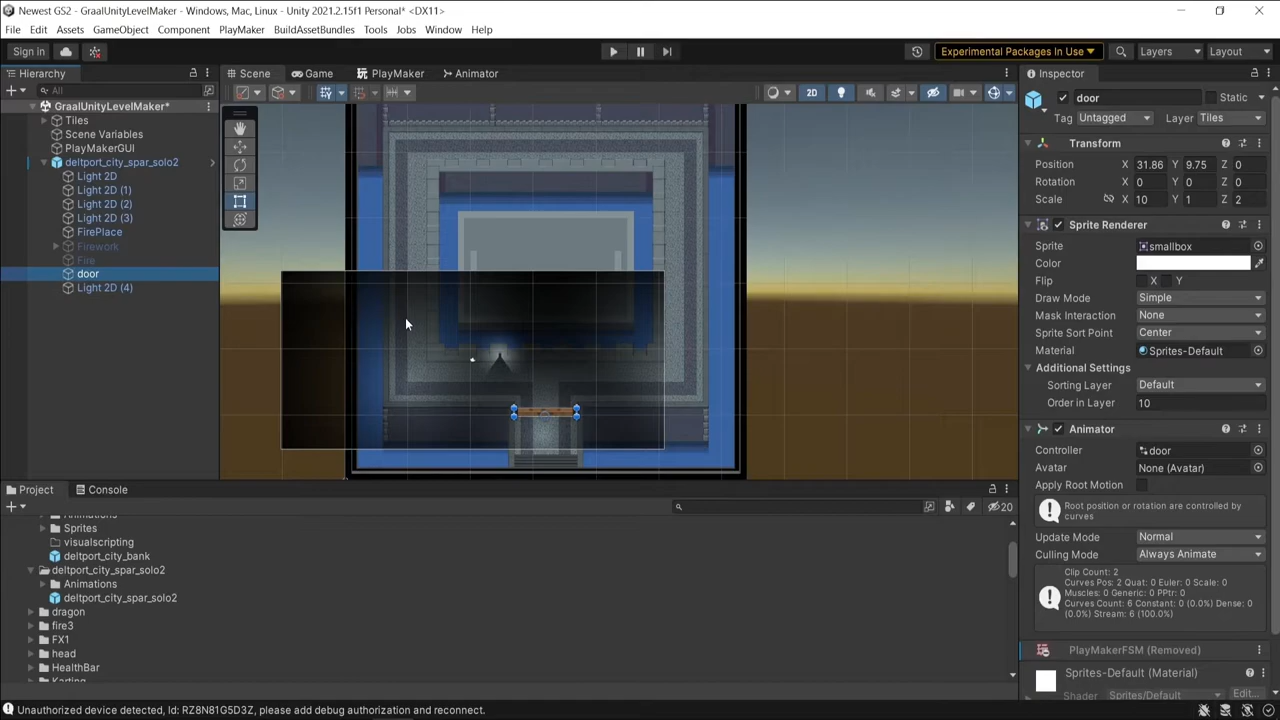 Newest GS2 - GraalUnityLevelMaker - Windows, Mac, Linux - Unity 2021.2.15f1 Personal* <DX11>
File Edit Assets GameObject Component PlayMaker BuildAssetBundles Tools Jobs Window Help
Sign in Experimental Packages In Use Layers Layout
Hierarchy
All
GraalUnityLevelMaker*
Tiles
Scene Variables
PlayMakerGUI
deltport_city_spar_solo2
Light 2D
Light 2D (1)
Light 2D (2)
Light 2D (3)
FirePlace
Firework
Fire
door
Light 2D (4)
Scene Game PlayMaker Animator
2D
Inspector
door Static
Tag Untagged Layer Tiles
Transform
Position X 31.86 Y 9.75 Z 0
Rotation X 0 Y 0 Z 0
Scale X 10 Y 1 Z 2
Sprite Renderer
Sprite smallbox
Color
Flip X Y
Draw Mode Simple
Mask Interaction None
Sprite Sort Point Center
Material Sprites-Default
Additional Settings
Sorting Layer Default
Order in Layer 10
Animator
Controller door
Avatar None (Avatar)
Apply Root Motion
Root position or rotation are controlled by
curves
Update Mode Normal
Culling Mode Always Animate
Clip Count: 2
Curves Pos: 2 Quat: 0 Euler: 0 Scale: 0
Muscles: 0 Generic: 0 PPtr: 0
Curves Count: 6 Constant: 0 (0.0%) Dense: 0
(0.0%) Stream: 6 (100.0%)
PlayMakerFSM (Removed)
Sprites-Default (Material)
Shader Sprites/Default Edit...
Project Console
20
Animations
Sprites
visualscripting
deltport_city_bank
deltport_city_spar_solo2
Animations
deltport_city_spar_solo2
dragon
fire3
FX1
head
HealthBar
Karting
Unauthorized device detected, Id: RZ8N81G5D3Z, please add debug authorization and reconnect.